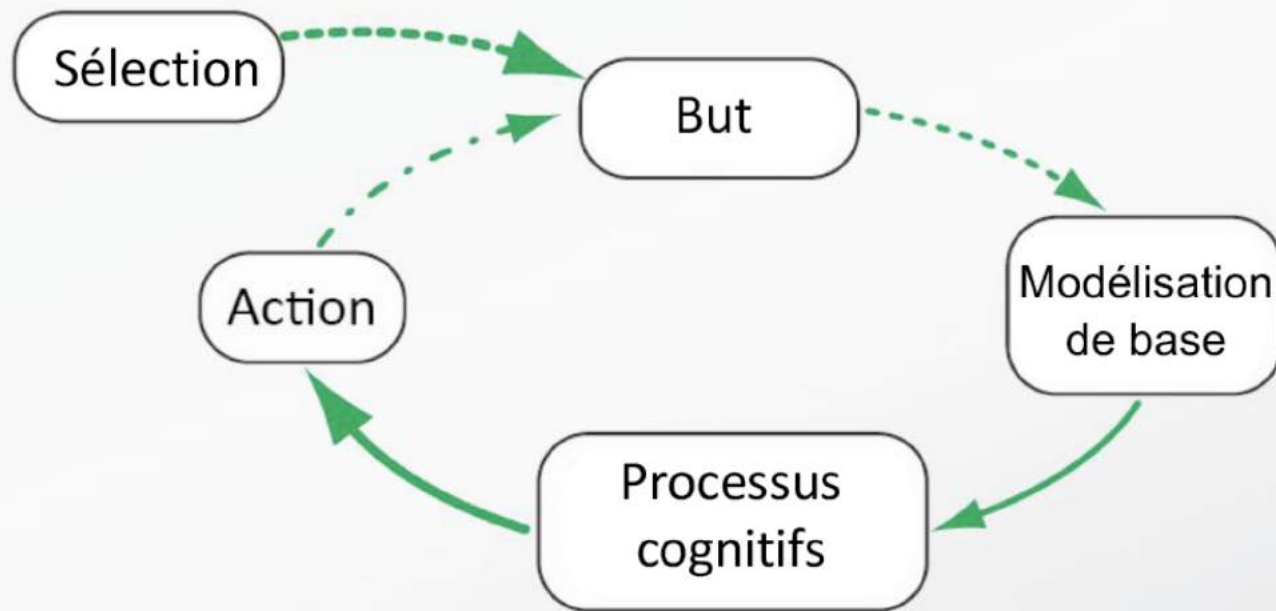 Sélection
But
Modélisation
de base
Processus
cognitifs
Action